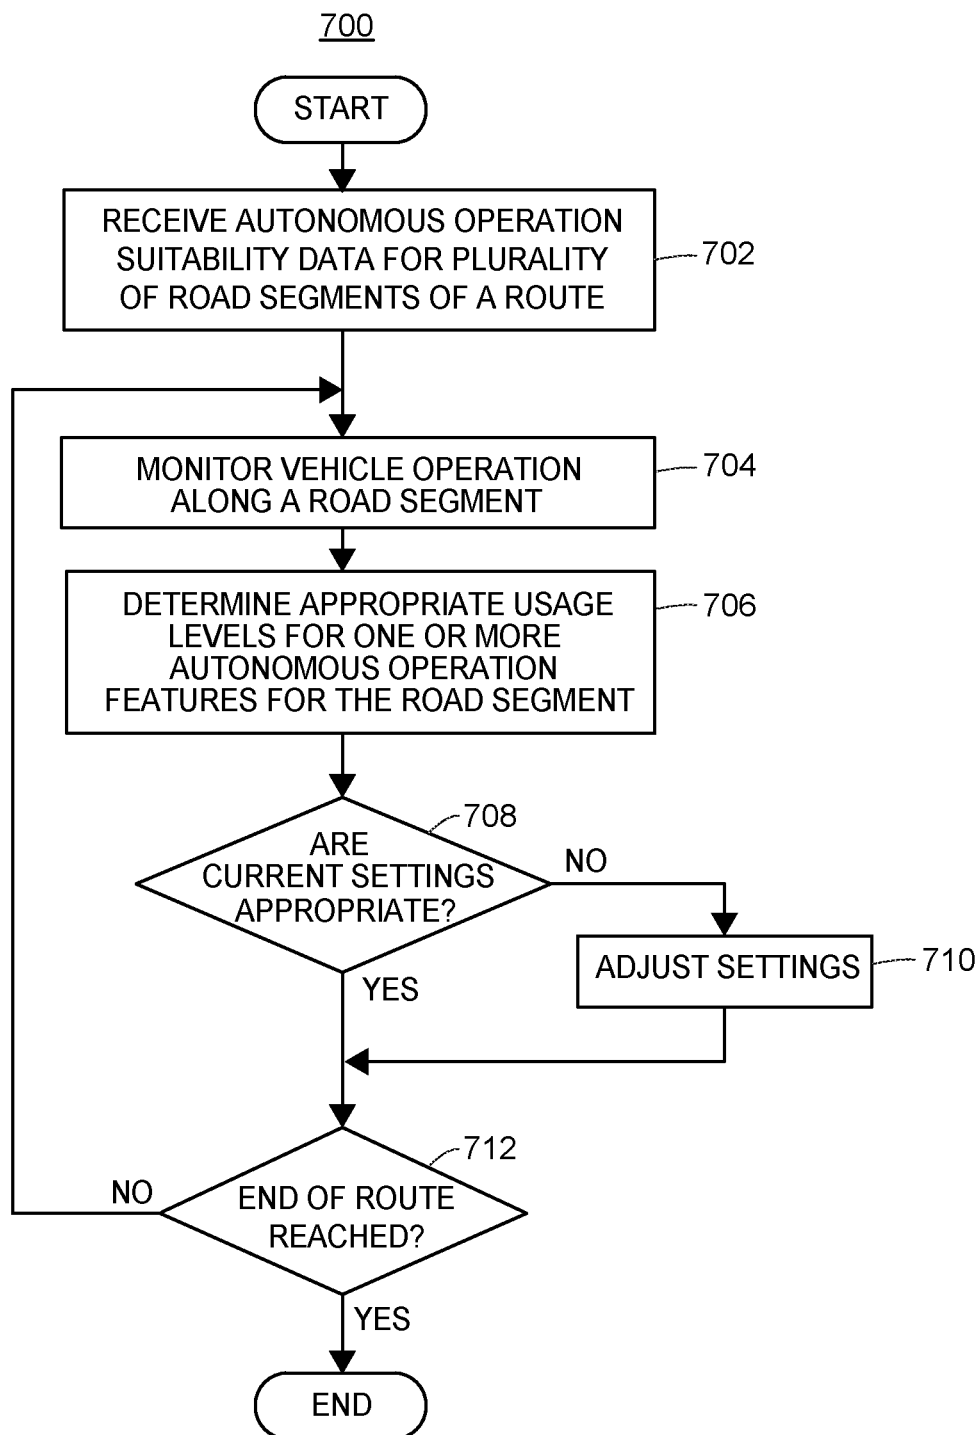 700
START
RECEIVE AUTONOMOUS OPERATION
SUITABILITY DATA FOR PLURALITY
OF ROAD SEGMENTS OF A ROUTE
702
MONITOR VEHICLE OPERATION
ALONG A ROAD SEGMENT
704
DETERMINE APPROPRIATE USAGE
LEVELS FOR ONE OR MORE
AUTONOMOUS OPERATION
FEATURES FOR THE ROAD SEGMENT
706
708
ARE
CURRENT SETTINGS
APPROPRIATE?
NO
YES
ADJUST SETTINGS
710
712
END OF ROUTE
REACHED?
NO
YES
END